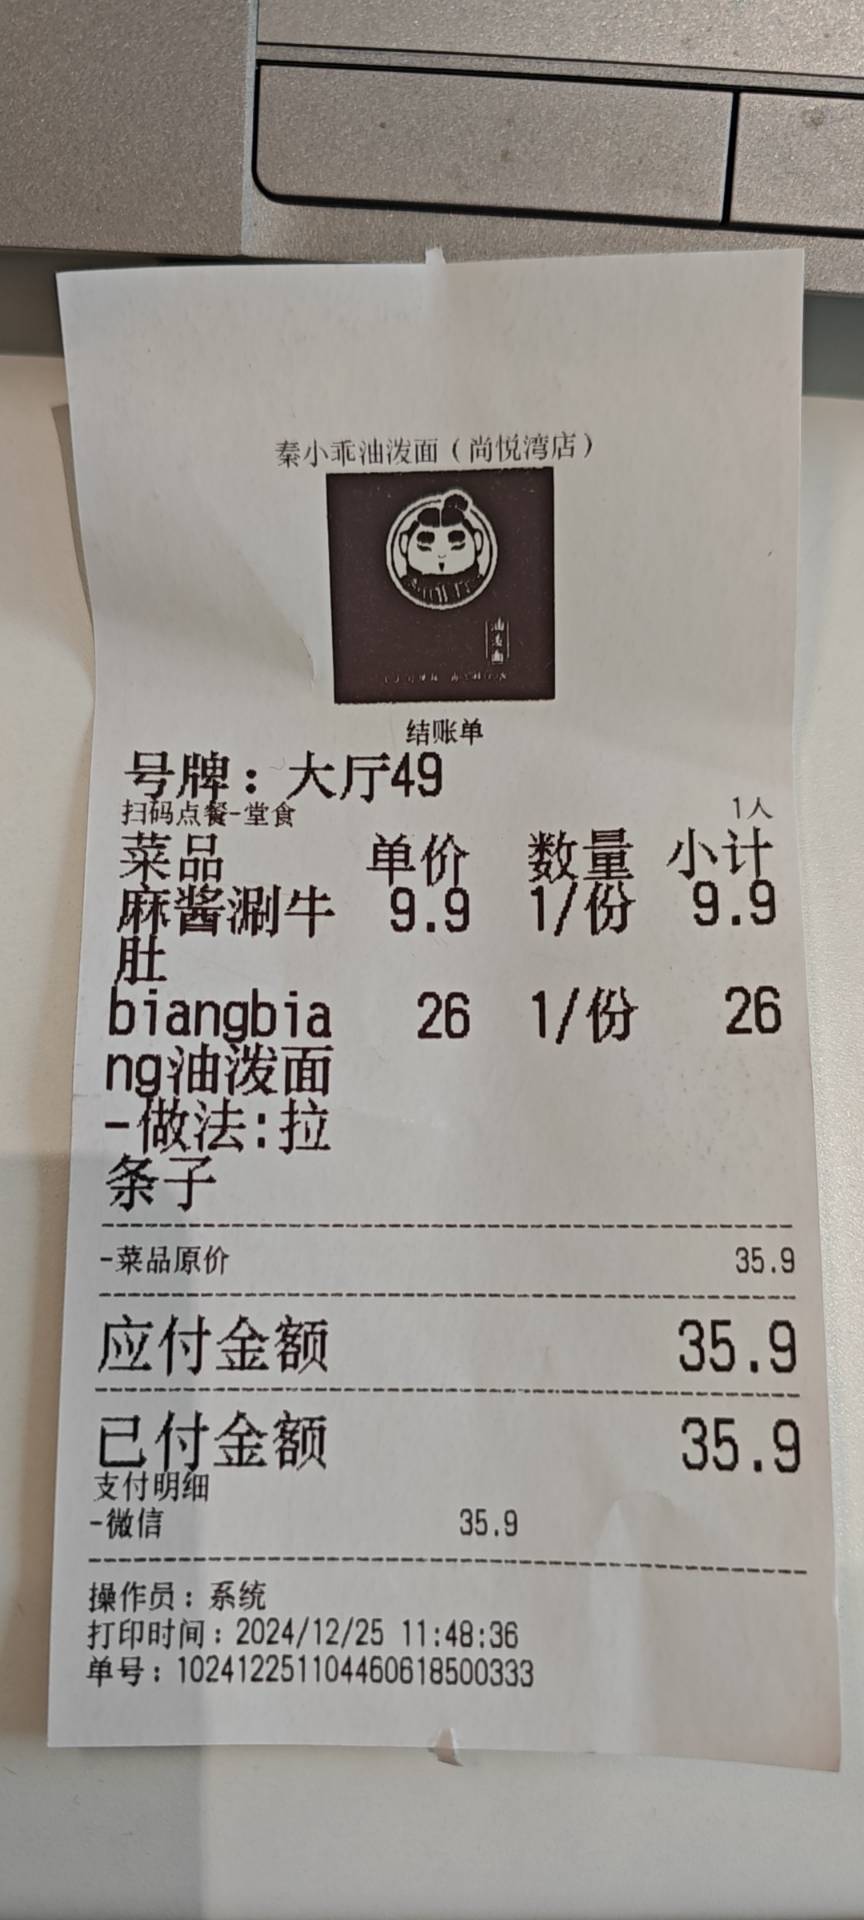 秦小乖油泼面（尚悦湾店）
油泼面
结账单
号牌：大厅49
扫码点餐-堂食 1人
菜品 单价 数量 小计
麻酱涮牛 9.9 1/份 9.9
肚
biangbia 26 1/份 26
ng油泼面
-做法:拉
条子
-菜品原价 35.9
应付金额 35.9
已付金额 35.9
支付明细
-微信 35.9
操作员：系统
打印时间：2024/12/25 11:48:36
单号：102412251104460618500333